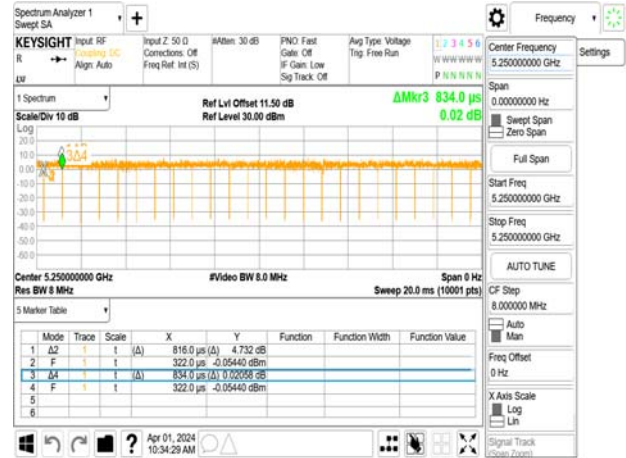 Spectrum Analyzer 1
Swept SA
+
Frequency
KEYSIGHT
R
LVI
Input: RF
Coupling: DC
Align: Auto
Input Z: 50 Ω
Corrections: Off
Freq Ref: Int (S)
#Atten: 30 dB
PNO: Fast
Gate: Off
IF Gain: Low
Sig Track: Off
Avg Type: Voltage
Trig: Free Run
1 2 3 4 5 6
W W W W W W
P N N N N N
1 Spectrum
Scale/Div 10 dB
Log
Ref Lvl Offset 11.50 dB
Ref Level 30.00 dBm
ΔMkr3 834.0 µs
0.02 dB
20.0
10.0
0.00
-10.0
-20.0
-30.0
-40.0
-50.0
-60.0
3Δ4
Center 5.250000000 GHz
Res BW 8 MHz
#Video BW 8.0 MHz
Span 0 Hz
Sweep 20.0 ms (10001 pts)
5 Marker Table
Mode Trace Scale X Y Function Function Width Function Value
1 Δ2 1 t (Δ) 816.0 µs (Δ) 4.732 dB
2 F 1 t 322.0 µs -0.05440 dBm
3 Δ4 1 t (Δ) 834.0 µs (Δ) 0.02058 dB
4 F 1 t 322.0 µs -0.05440 dBm
5
6
Apr 01, 2024
10:34:29 AM
?
Center Frequency
5.250000000 GHz
Span
0.00000000 Hz
Swept Span
Zero Span
Full Span
Start Freq
5.250000000 GHz
Stop Freq
5.250000000 GHz
AUTO TUNE
CF Step
8.000000 MHz
Auto
Man
Freq Offset
0 Hz
X Axis Scale
Log
Lin
Signal Track
(Span Zoom)
Settings